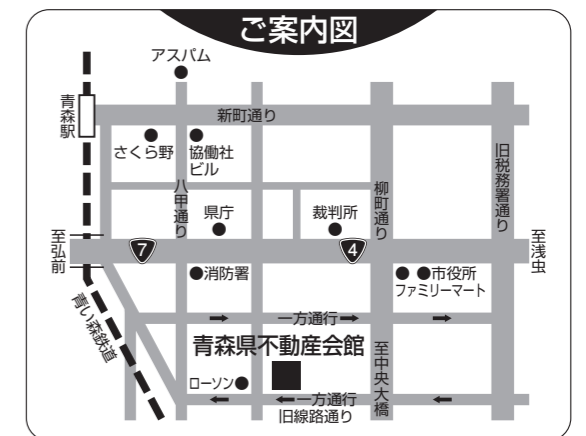 ご案内図
アスパム
青森駅
新町通り
さくら野
協働社
ビル
八甲通り
県庁
裁判所
柳町通り
旧税務署通り
至弘前
7
4
至浅虫
消防署
市役所
ファミリーマート
青い森鉄道
一方通行
青森県不動産会館
至中央大橋
ローソン
一方通行
旧線路通り